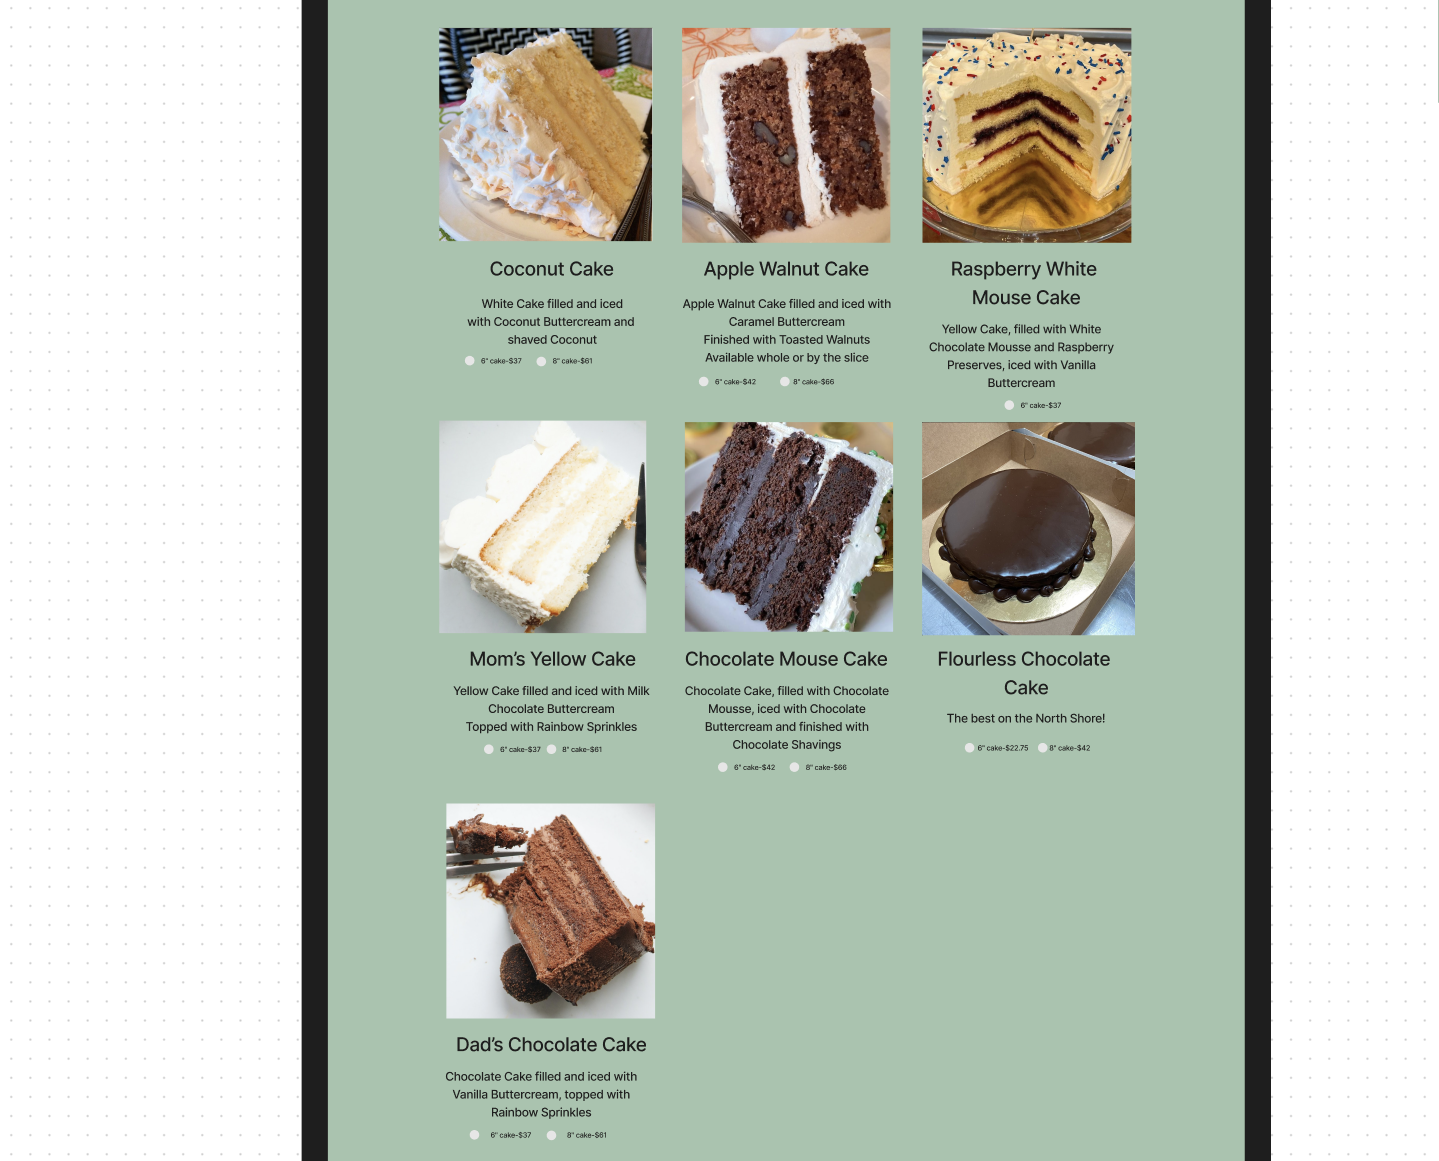 Coconut Cake
White Cake filled and iced
with Coconut Buttercream and
shaved Coconut
6" cake-$37 8" cake-$61
Apple Walnut Cake
Apple Walnut Cake filled and iced with
Caramel Buttercream
Finished with Toasted Walnuts
Available whole or by the slice
6" cake-$42 8" cake-$66
Raspberry White
Mouse Cake
Yellow Cake, filled with White
Chocolate Mousse and Raspberry
Preserves, iced with Vanilla
Buttercream
6" cake-$37
Mom's Yellow Cake
Yellow Cake filled and iced with Milk
Chocolate Buttercream
Topped with Rainbow Sprinkles
6" cake-$37 8" cake-$61
Chocolate Mouse Cake
Chocolate Cake, filled with Chocolate
Mousse, iced with Chocolate
Buttercream and finished with
Chocolate Shavings
6" cake-$42 8" cake-$66
Flourless Chocolate
Cake
The best on the North Shore!
6" cake-$22.75 8" cake-$42
Dad's Chocolate Cake
Chocolate Cake filled and iced with
Vanilla Buttercream, topped with
Rainbow Sprinkles
6" cake-$37 8" cake-$61